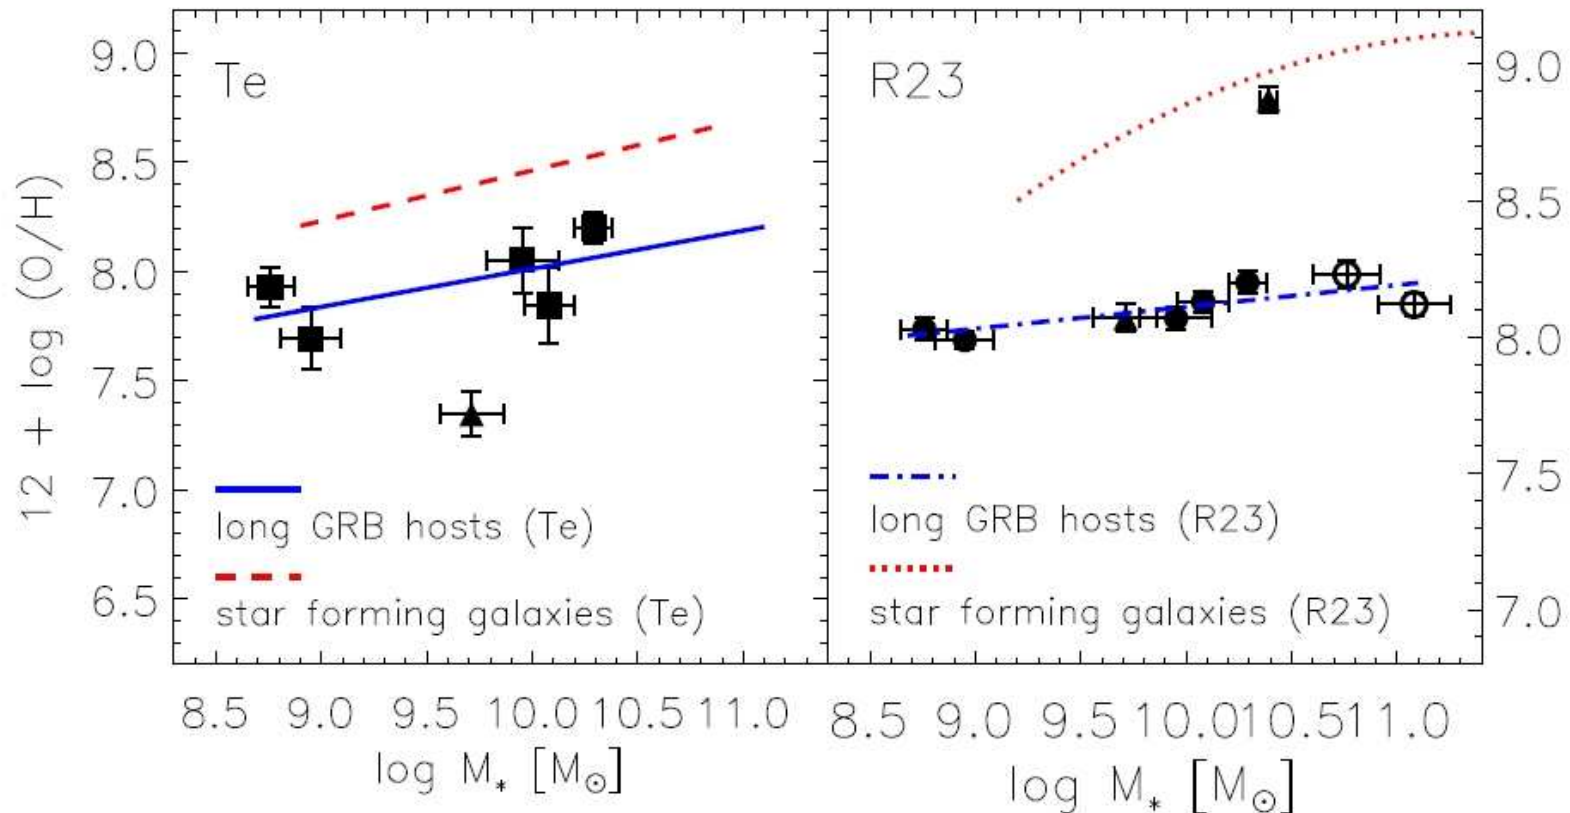 Te
R23
12 + log (O/H)
9.0
8.5
8.0
7.5
7.0
6.5
long GRB hosts (Te)
star forming galaxies (Te)
8.5 9.0 9.5 10.0 10.5 11.0
log M* [M☉]
long GRB hosts (R23)
star forming galaxies (R23)
9.0
8.5
8.0
7.5
7.0
8.5 9.0 9.5 10.0 10.5 11.0
log M* [M☉]